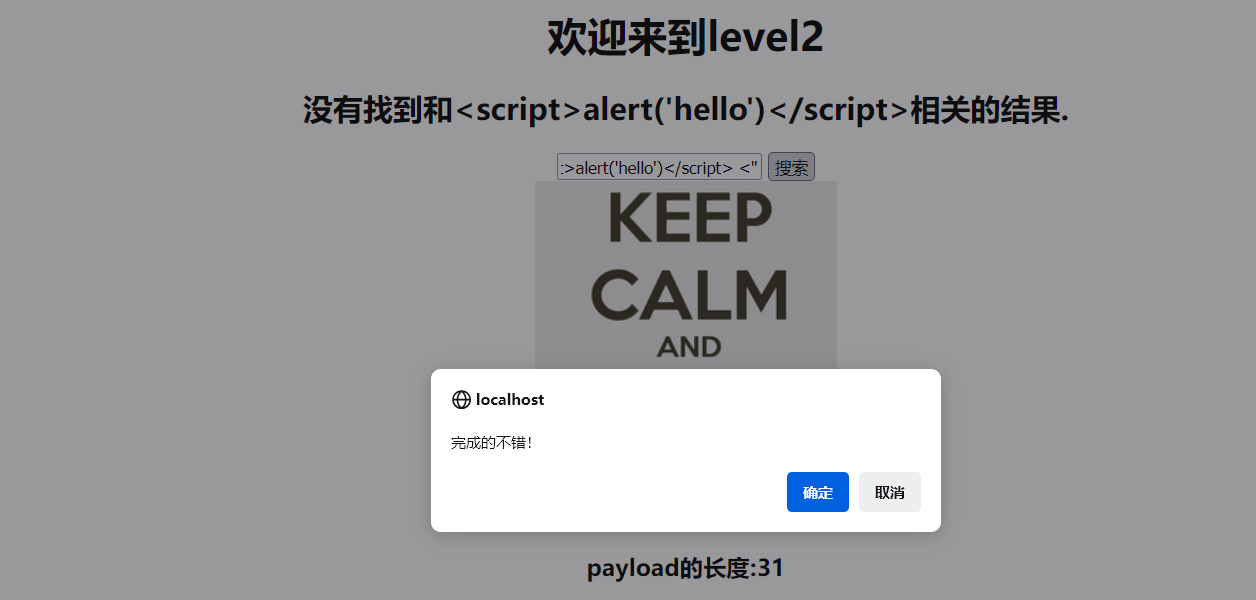 欢迎来到level2
没有找到和<script>alert('hello')</script>相关的结果.
:>alert('hello')</script> <" 搜索
KEEP
CALM
AND
localhost
完成的不错!
确定 取消
payload的长度:31